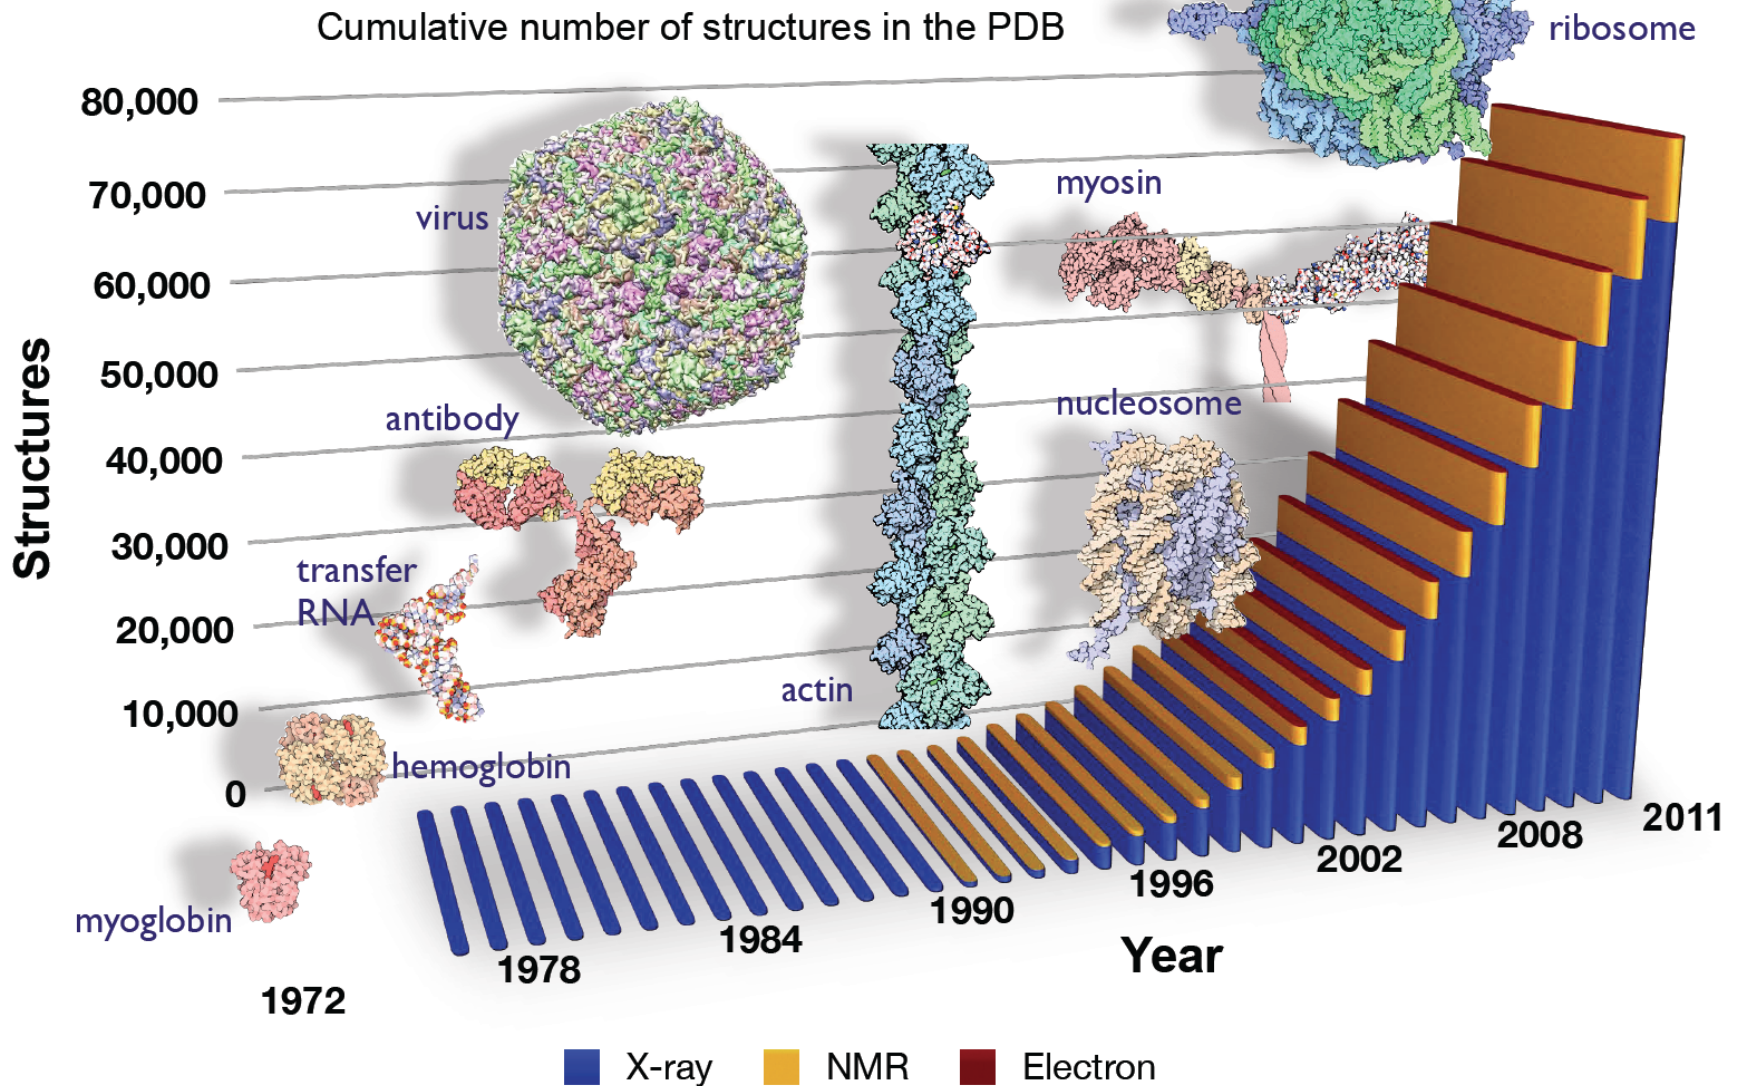 Cumulative number of structures in the PDB
ribosome
80,000
70,000
60,000
50,000
40,000
30,000
20,000
10,000
0
Structures
virus
myosin
antibody
nucleosome
transfer
RNA
actin
hemoglobin
myoglobin
1972
1978
1984
1990
1996
2002
2008
2011
Year
X-ray
NMR
Electron